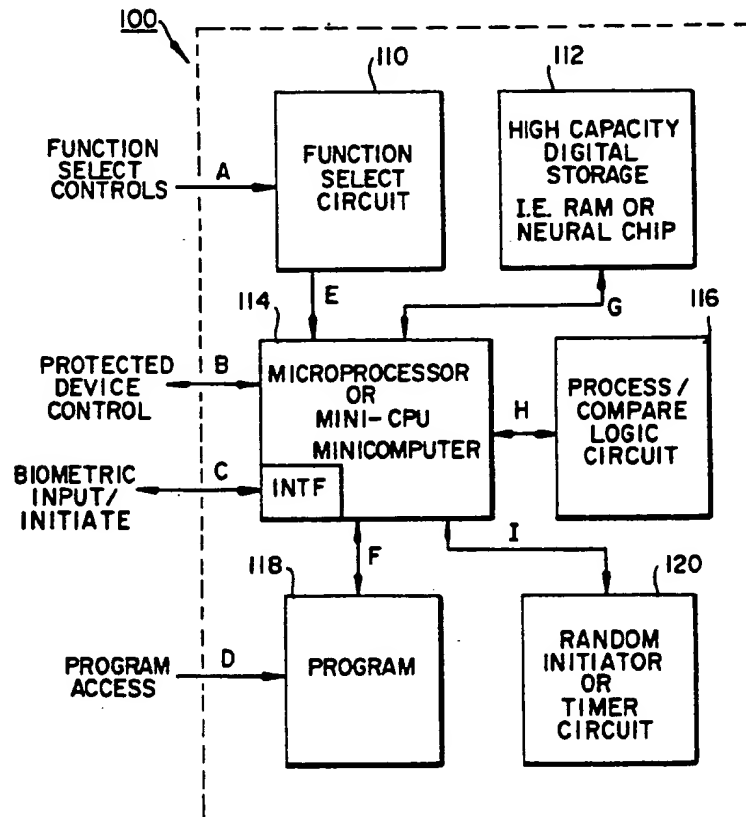 100
110
112
FUNCTION
SELECT
CONTROLS
A
FUNCTION
SELECT
CIRCUIT
HIGH CAPACITY
DIGITAL
STORAGE
I.E. RAM OR
NEURAL CHIP
E
G
114
116
PROTECTED
DEVICE
CONTROL
B
MICROPROCESSOR
OR
MINI-CPU
MINICOMPUTER
H
PROCESS/
COMPARE
LOGIC
CIRCUIT
BIOMETRIC
INPUT/
INITIATE
C
INTF
F
I
118
120
PROGRAM
ACCESS
D
PROGRAM
RANDOM
INITIATOR
OR
TIMER
CIRCUIT